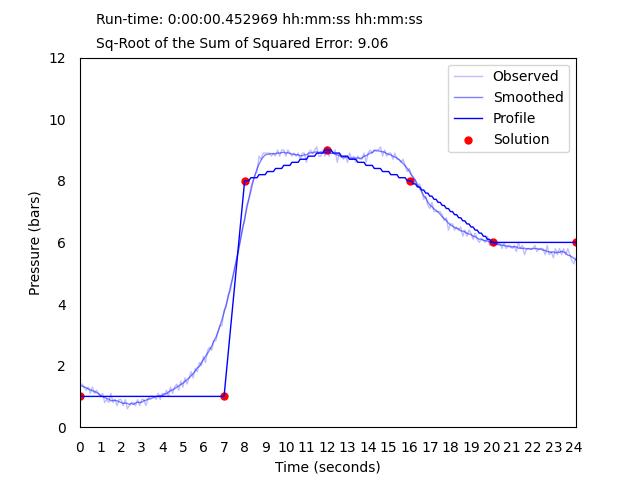 Run-time: 0:00:00.452969 hh:mm:ss hh:mm:ss
Sq-Root of the Sum of Squared Error: 9.06
12
10
8
6
4
2
0
Pressure (bars)
Observed
Smoothed
Profile
Solution
0 1 2 3 4 5 6 7 8 9 10 11 12 13 14 15 16 17 18 19 20 21 22 23 24
Time (seconds)